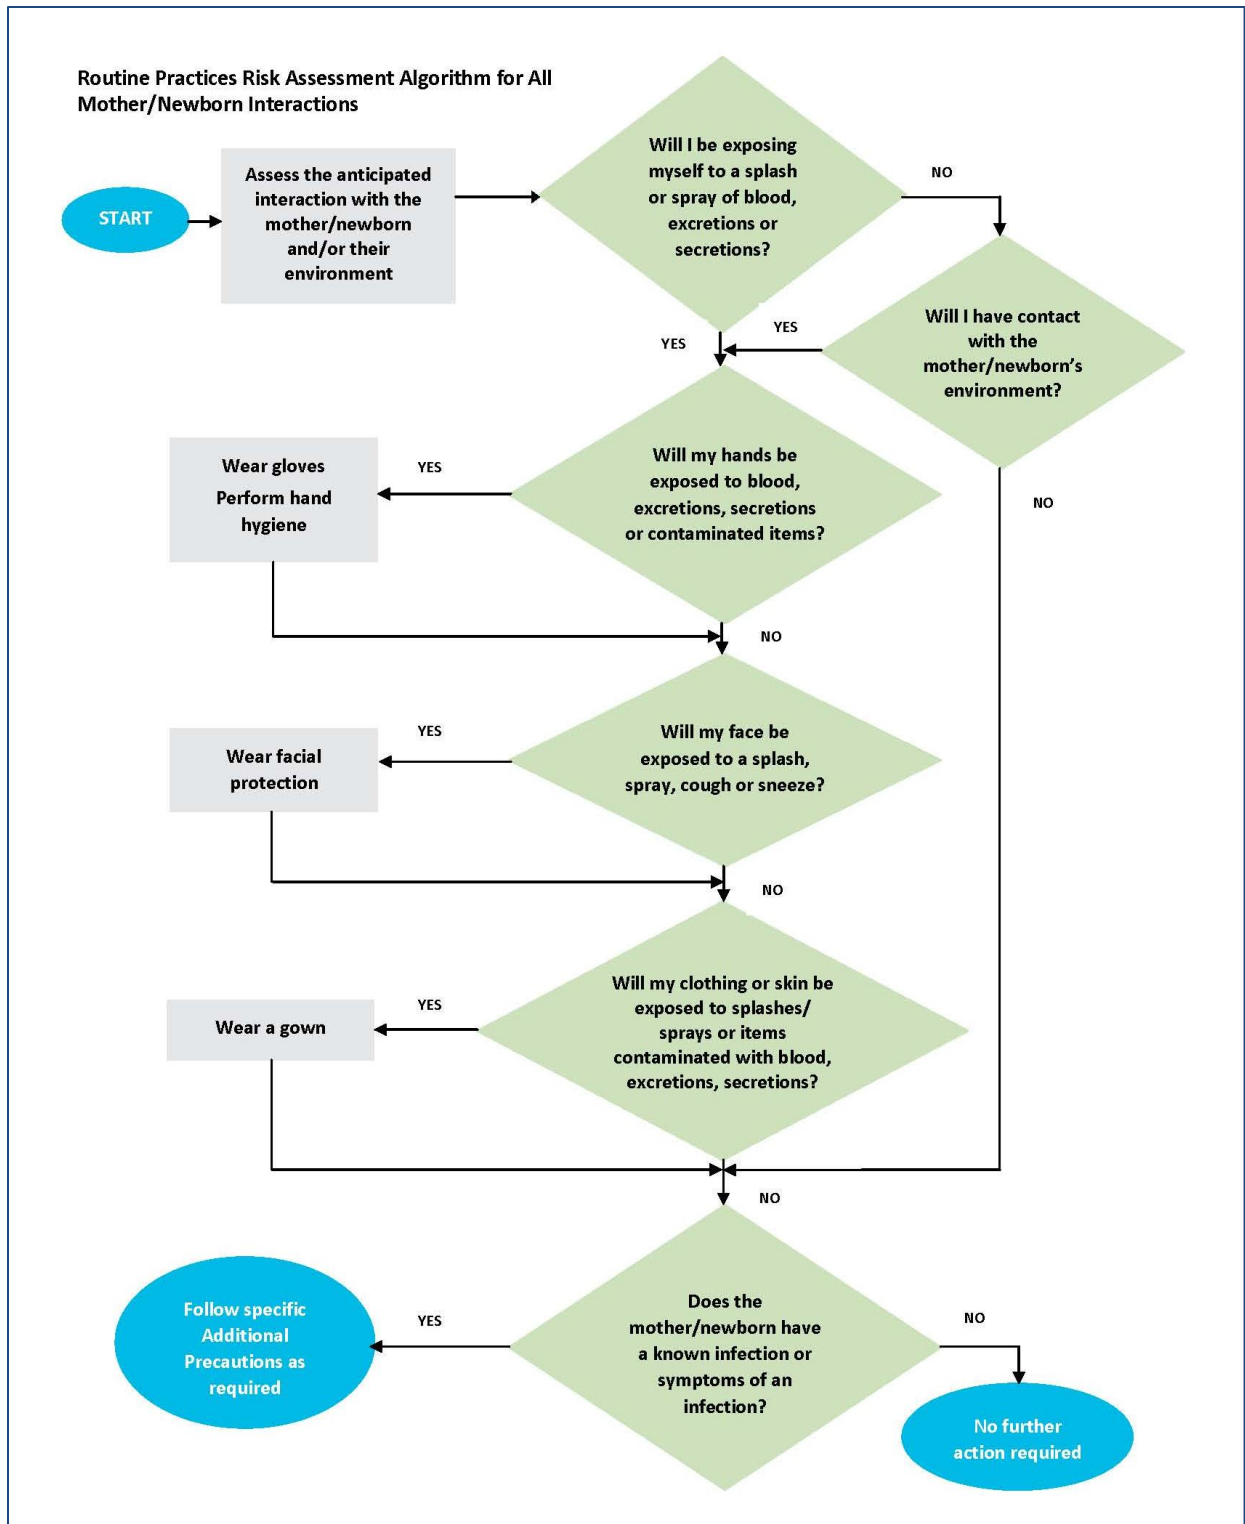 Routine Practices Risk Assessment Algorithm for All
Mother/Newborn Interactions
START
Assess the anticipated
interaction with the
mother/newborn
and/or their
environment
Will I be exposing
myself to a splash
or spray of blood,
excretions or
secretions?
NO
Will I have contact
with the
mother/newborn's
environment?
YES
YES
NO
Will my hands be
exposed to blood,
excretions, secretions
or contaminated items?
YES
Wear gloves
Perform hand
hygiene
NO
Will my face be
exposed to a splash,
spray, cough or sneeze?
YES
Wear facial
protection
NO
Will my clothing or skin be
exposed to splashes/
sprays or items
contaminated with blood,
excretions, secretions?
YES
Wear a gown
NO
Does the
mother/newborn have
a known infection or
symptoms of an
infection?
YES
Follow specific
Additional
Precautions as
required
NO
No further
action required